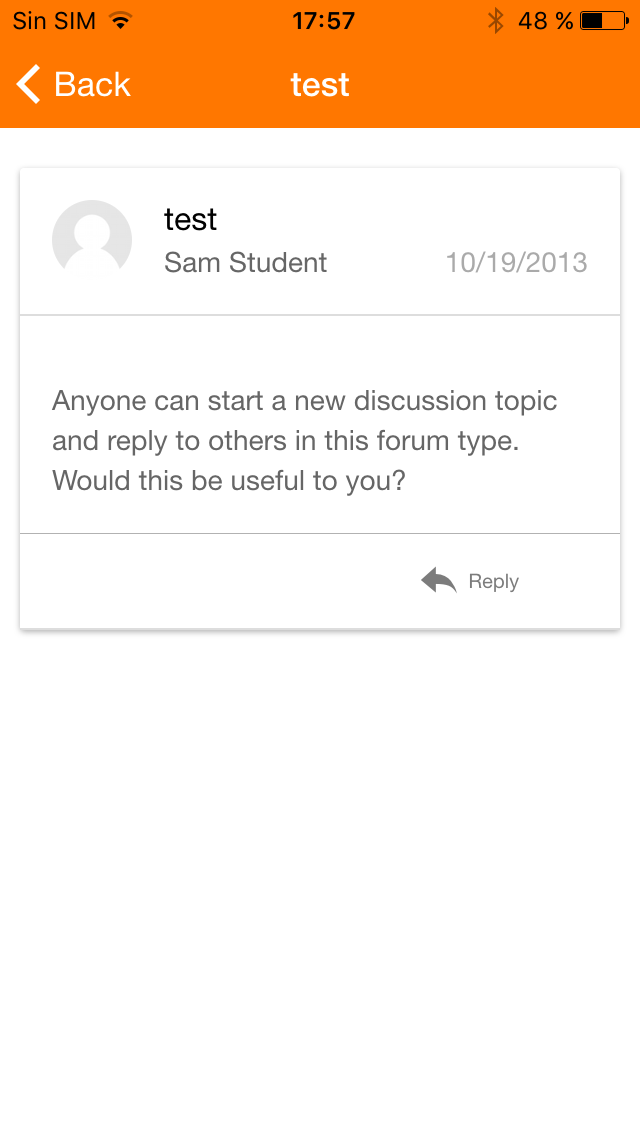 Sin SIM 17:57 48 %
Back test
test
Sam Student 10/19/2013
Anyone can start a new discussion topic
and reply to others in this forum type.
Would this be useful to you?
Reply